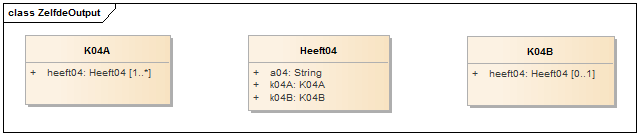 class ZelfdeOutput
K04A
+ heeft04: Heeft04 [1..*]
Heeft04
+ a04: String
+ k04A: K04A
+ k04B: K04B
K04B
+ heeft04: Heeft04 [0..1]